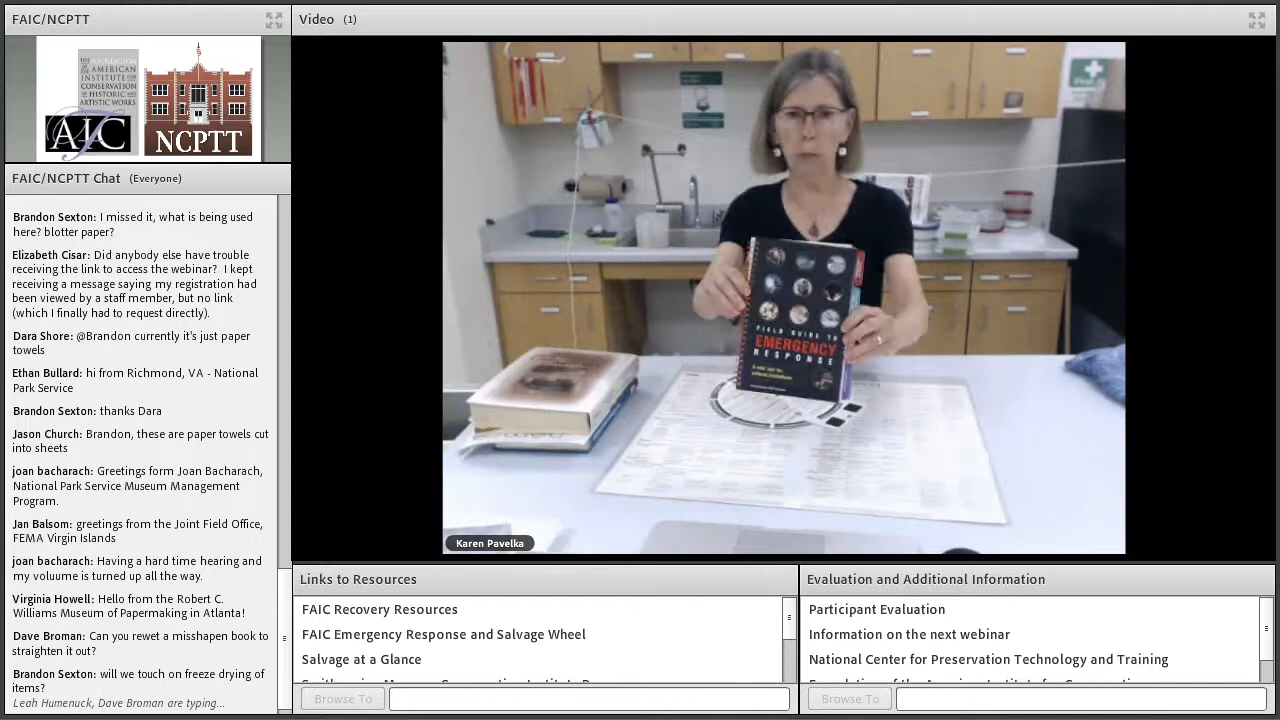 FAIC/NCPTT
THE
FOUNDATION
OF THE
AMERICAN
INSTITUTE
FOR
CONSERVATION
OF HISTORIC
AND
ARTISTIC WORKS
AIC
NCPTT
FAIC/NCPTT Chat (Everyone)
Brandon Sexton: I missed it, what is being used
here? blotter paper?
Elizabeth Cisar: Did anybody else have trouble
receiving the link to access the webinar? I kept
receiving a message saying my registration had
been viewed by a staff member, but no link
(which I finally had to request directly).
Dara Shore: @Brandon currently it's just paper
towels
Ethan Bullard: hi from Richmond, VA - National
Park Service
Brandon Sexton: thanks Dara
Jason Church: Brandon, these are paper towels cut
into sheets
joan bacharach: Greetings form Joan Bacharach,
National Park Service Museum Management
Program.
Jan Balsom: greetings from the Joint Field Office,
FEMA Virgin Islands
joan bacharach: Having a hard time hearing and
my voluume is turned up all the way.
Virginia Howell: Hello from the Robert C.
Williams Museum of Papermaking in Atlanta!
Dave Broman: Can you rewet a misshapen book to
straighten it out?
Brandon Sexton: will we touch on freeze drying of
items?
Leah Humenuck, Dave Broman are typing...
Video (1)
FIELD GUIDE TO
EMERGENCY
RESPONSE
Karen Pavelka
Links to Resources
FAIC Recovery Resources
FAIC Emergency Response and Salvage Wheel
Salvage at a Glance
Browse To
Evaluation and Additional Information
Participant Evaluation
Information on the next webinar
National Center for Preservation Technology and Training
Browse To